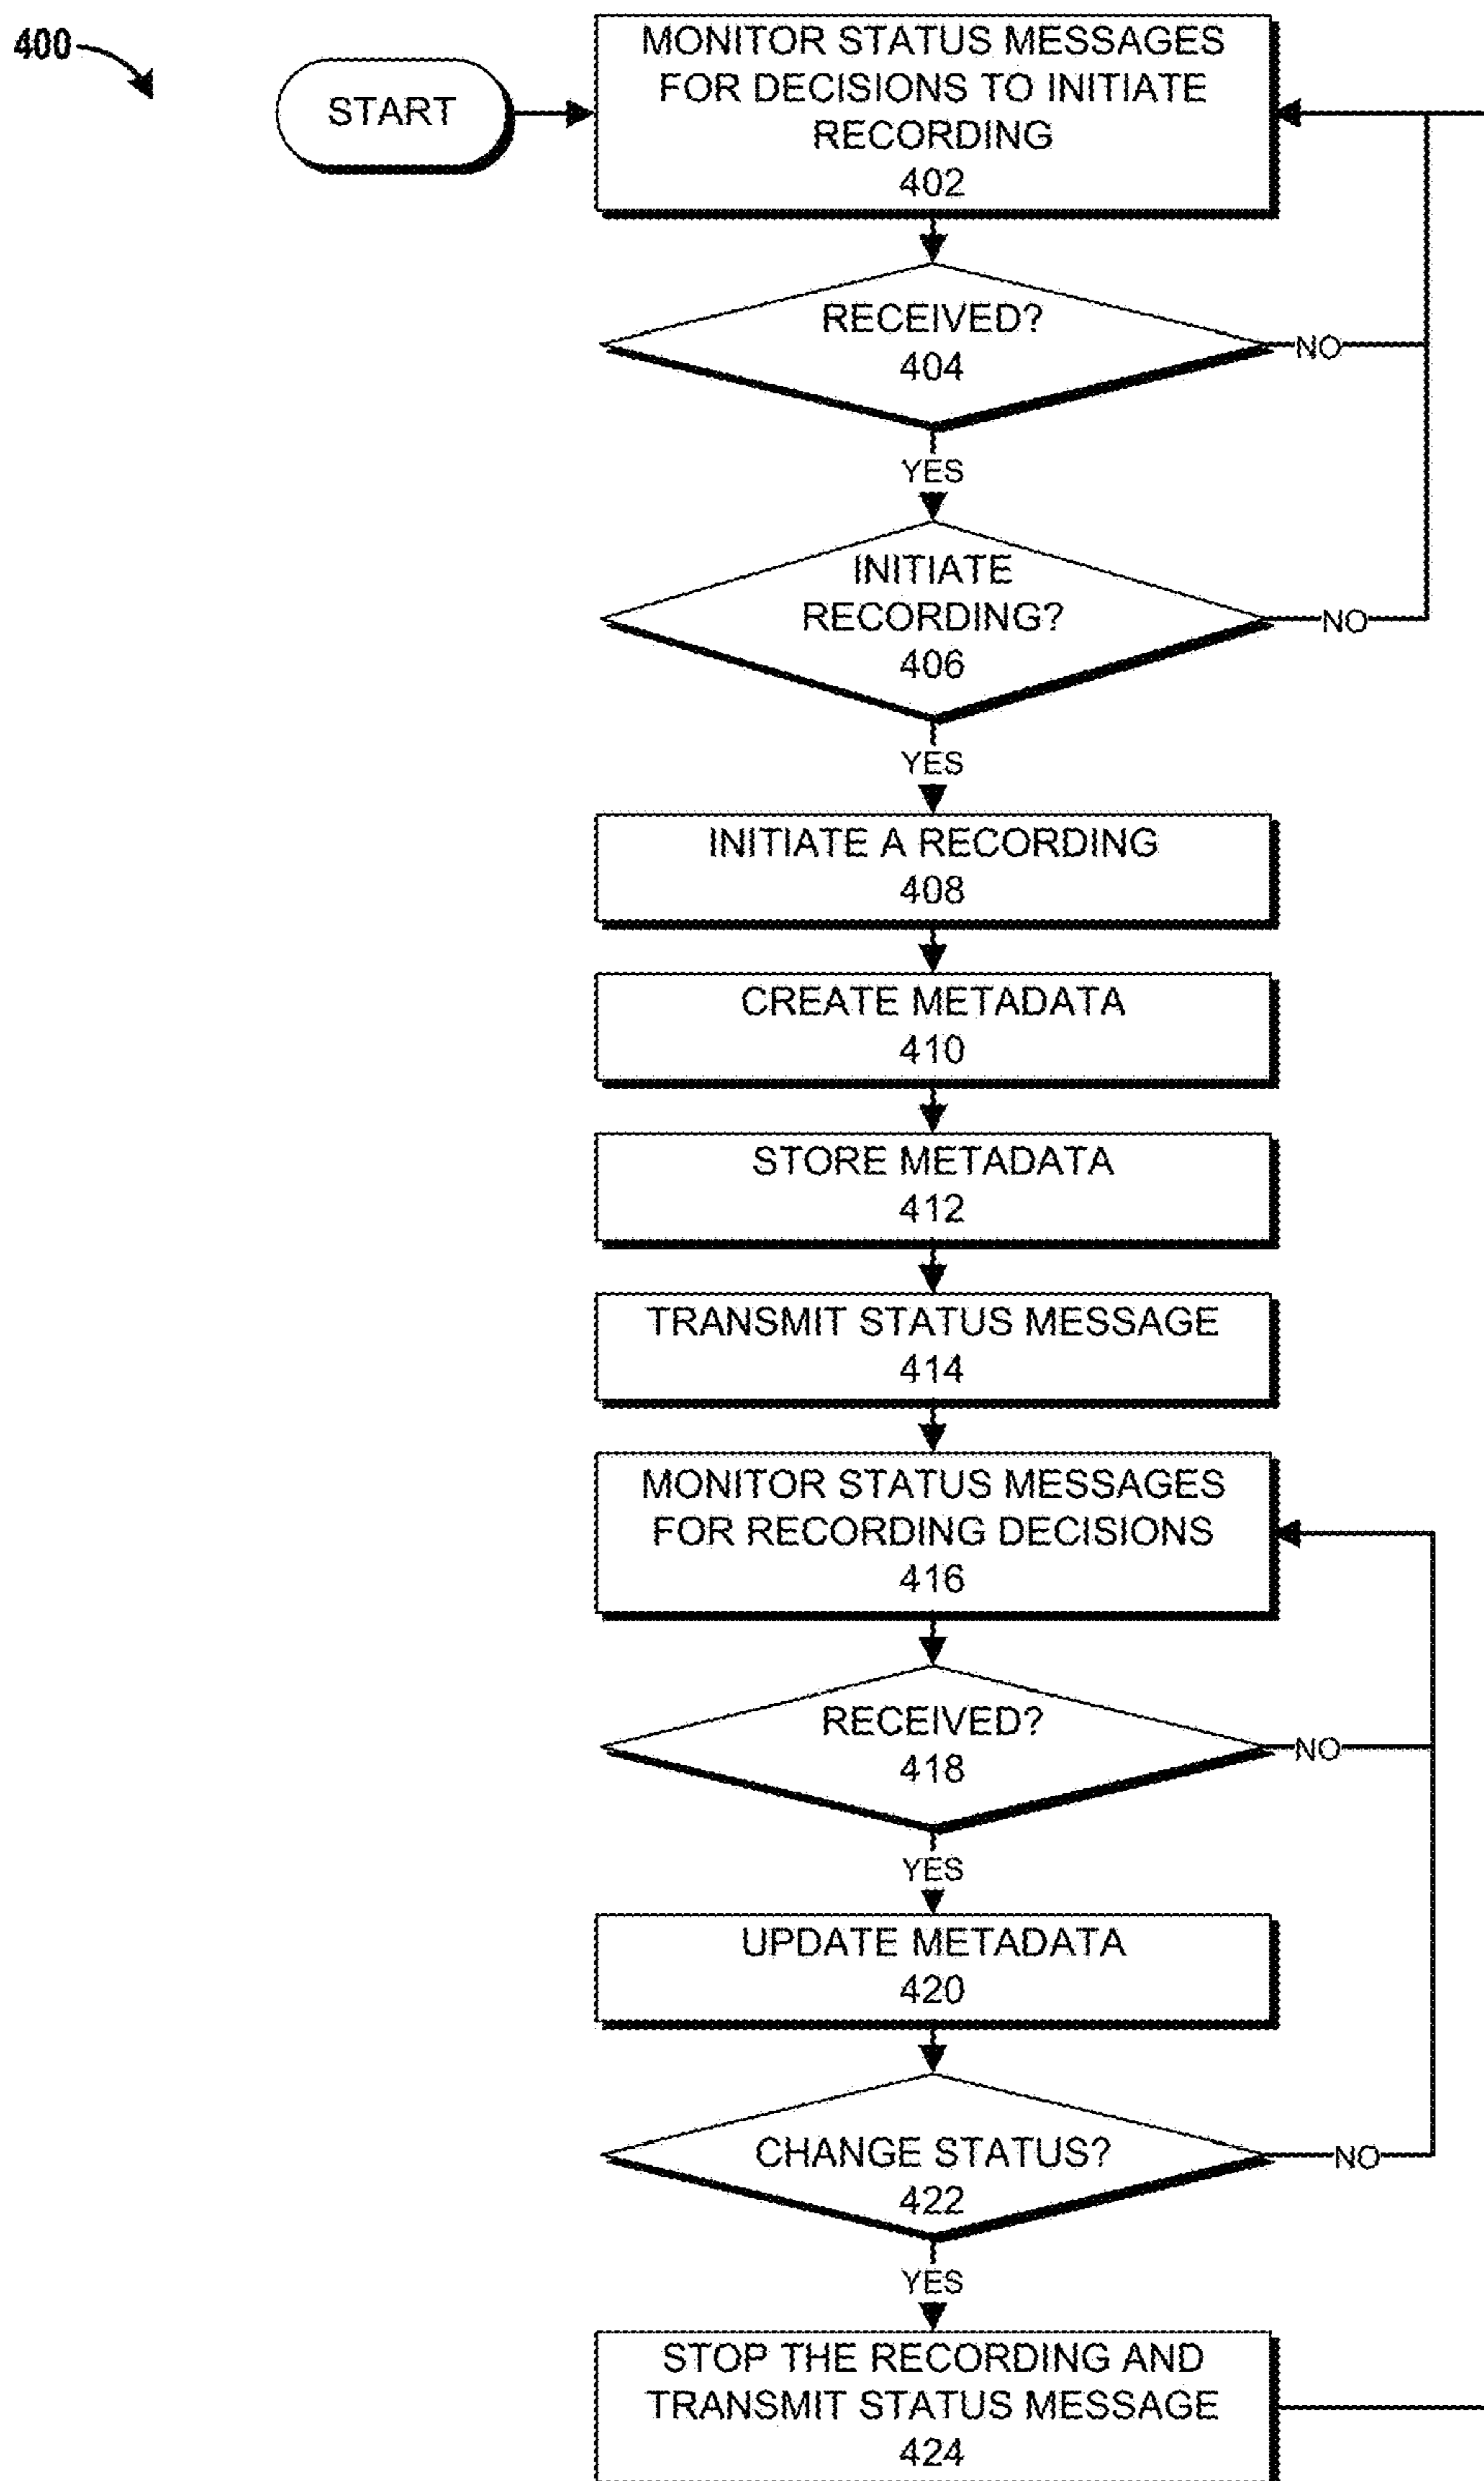 400
START
MONITOR STATUS MESSAGES
FOR DECISIONS TO INITIATE
RECORDING
402
RECEIVED?
404
NO
YES
INITIATE
RECORDING?
406
NO
YES
INITIATE A RECORDING
408
CREATE METADATA
410
STORE METADATA
412
TRANSMIT STATUS MESSAGE
414
MONITOR STATUS MESSAGES
FOR RECORDING DECISIONS
416
RECEIVED?
418
NO
YES
UPDATE METADATA
420
CHANGE STATUS?
422
NO
YES
STOP THE RECORDING AND
TRANSMIT STATUS MESSAGE
424